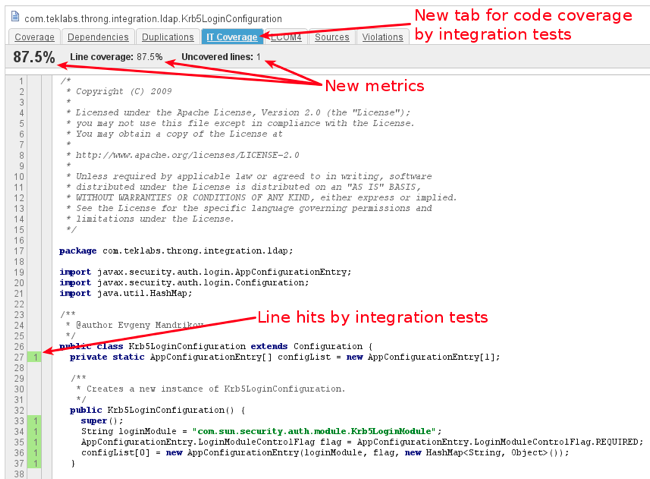 com.teklabs.throng.integration.ldap.Krb5LoginConfiguration
New tab for code coverage
by integration tests
Coverage Dependencies Duplications IT Coverage LCOM4 Sources Violations
87.5% Line coverage: 87.5% Uncovered lines: 1
New metrics
1 /*
2 * Copyright (C) 2009
3 *
4 * Licensed under the Apache License, Version 2.0 (the "License");
5 * you may not use this file except in compliance with the License.
6 * You may obtain a copy of the License at
7 *
8 * http://www.apache.org/licenses/LICENSE-2.0
9 *
10 * Unless required by applicable law or agreed to in writing, software
11 * distributed under the License is distributed on an "AS IS" BASIS,
12 * WITHOUT WARRANTIES OR CONDITIONS OF ANY KIND, either express or implied.
13 * See the License for the specific language governing permissions and
14 * limitations under the License.
15 */
16
17 package com.teklabs.throng.integration.ldap;
18
19 import javax.security.auth.login.AppConfigurationEntry;
20 import javax.security.auth.login.Configuration;
21 import java.util.HashMap;
22
23 /**
24 * @author Evgeny Mandrikov
Line hits by integration tests
25 */
26 public class Krb5LoginConfiguration extends Configuration {
27 1 private static AppConfigurationEntry[] configList = new AppConfigurationEntry[1];
28
29 /**
30 * Creates a new instance of Krb5LoginConfiguration.
31 */
32 public Krb5LoginConfiguration() {
33 1 super();
34 1 String loginModule = "com.sun.security.auth.module.Krb5LoginModule";
35 1 AppConfigurationEntry.LoginModuleControlFlag flag = AppConfigurationEntry.LoginModuleControlFlag.REQUIRED;
36 1 configList[0] = new AppConfigurationEntry(loginModule, flag, new HashMap<String, Object>());
37 1 }
38